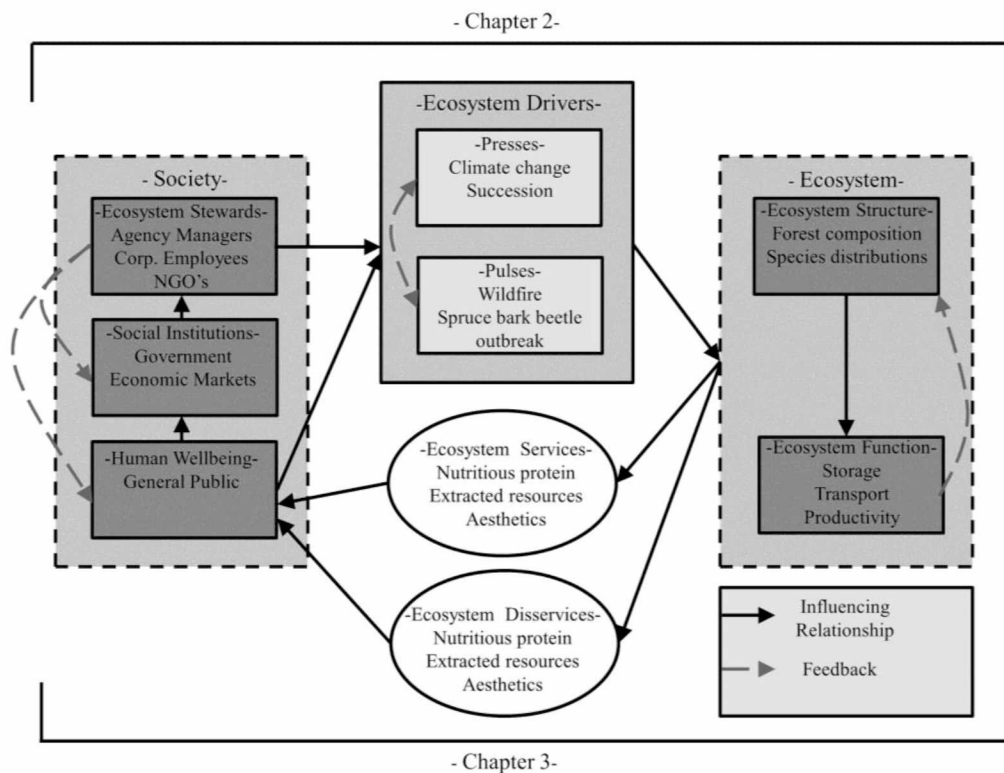 - Chapter 2-
-Ecosystem Drivers-
-Presses-
Climate change
Succession
-Pulses-
Wildfire
Spruce bark beetle
outbreak
- Society-
-Ecosystem Stewards-
Agency Managers
Corp. Employees
NGO's
-Social Institutions-
Government
Economic Markets
-Human Wellbeing-
General Public
- Ecosystem-
-Ecosystem Structure-
Forest composition
Species distributions
-Ecosystem Function-
Storage
Transport
Productivity
-Ecosystem Services-
Nutritious protein
Extracted resources
Aesthetics
-Ecosystem Disservices-
Nutritious protein
Extracted resources
Aesthetics
Influencing
Relationship
Feedback
- Chapter 3-